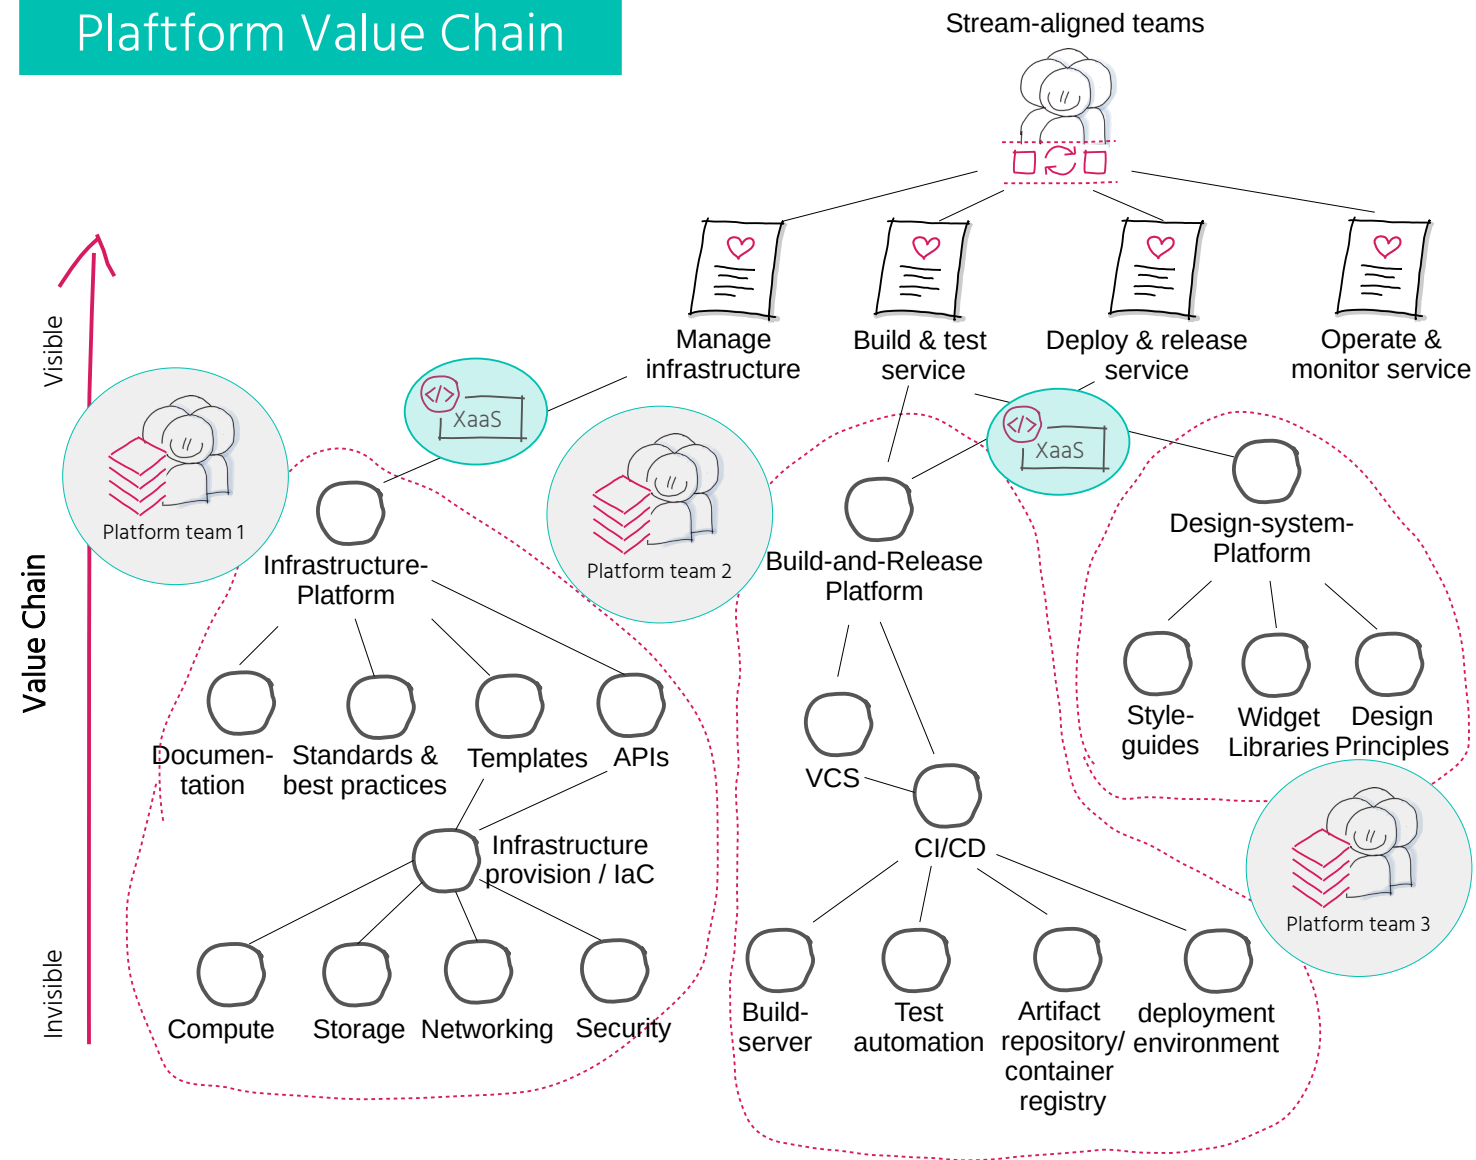 Plaftform Value Chain
Stream-aligned teams
Manage
infrastructure
Build & test
service
Deploy & release
service
Operate &
monitor service
Visible
Value Chain
Invisible
</> XaaS
</> XaaS
Platform team 1
Platform team 2
Infrastructure-
Platform
Build-and-Release
Platform
Design-system-
Platform
Documen-
tation
Standards &
best practices
Templates
APIs
VCS
CI/CD
Style-
guides
Widget
Libraries
Design
Principles
Infrastructure
provision / IaC
Platform team 3
Compute
Storage
Networking
Security
Build-
server
Test
automation
Artifact
repository/
container
registry
deployment
environment